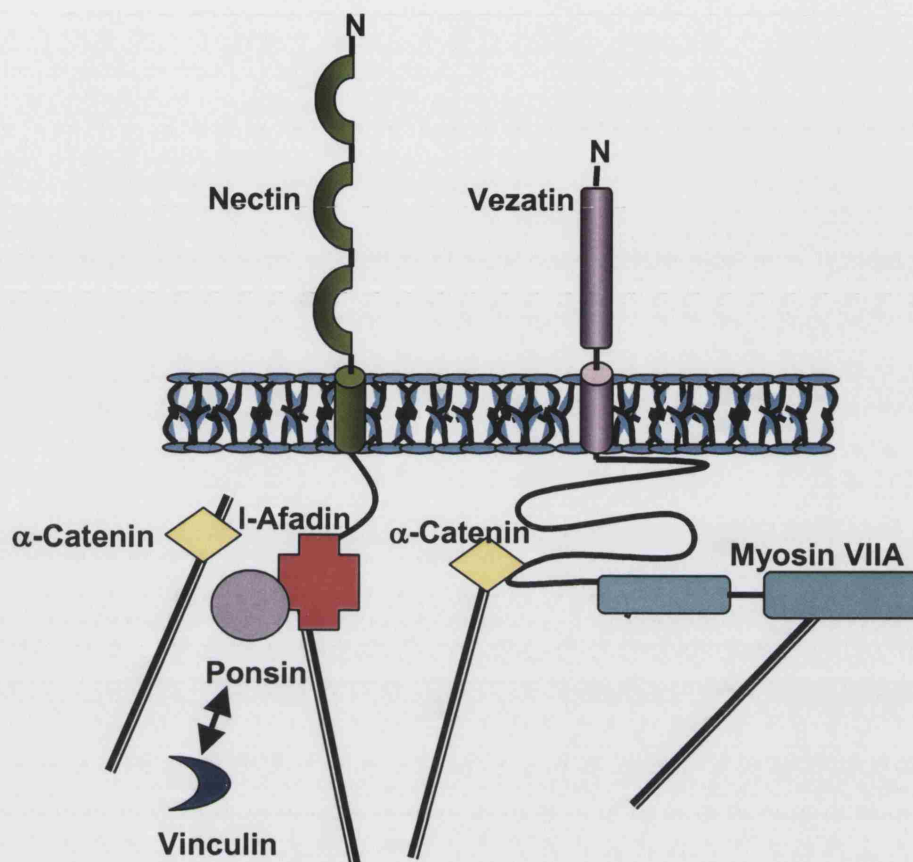 N
Nectin
N
Vezatin
α-Catenin
l-Afadin
α-Catenin
Myosin VIIA
Ponsin
Vinculin